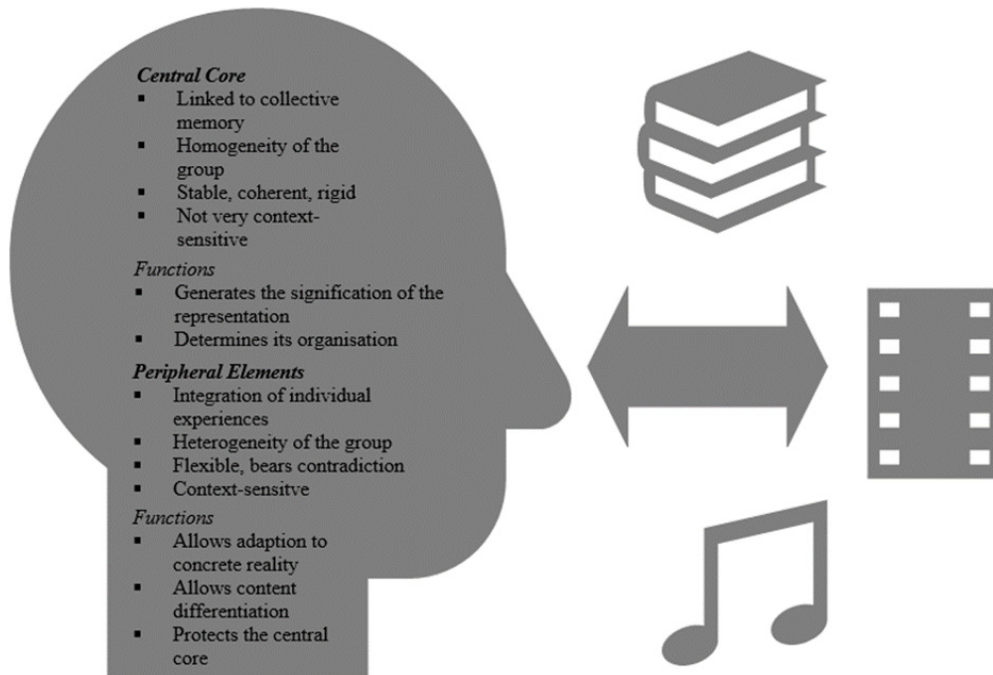 Central Core
▪ Linked to collective
memory
▪ Homogeneity of the
group
▪ Stable, coherent, rigid
▪ Not very context-
sensitive
Functions
▪ Generates the signification of the
representation
▪ Determines its organisation
Peripheral Elements
▪ Integration of individual
experiences
▪ Heterogeneity of the group
▪ Flexible, bears contradiction
▪ Context-sensitve
Functions
▪ Allows adaption to
concrete reality
▪ Allows content
differentiation
▪ Protects the central
core